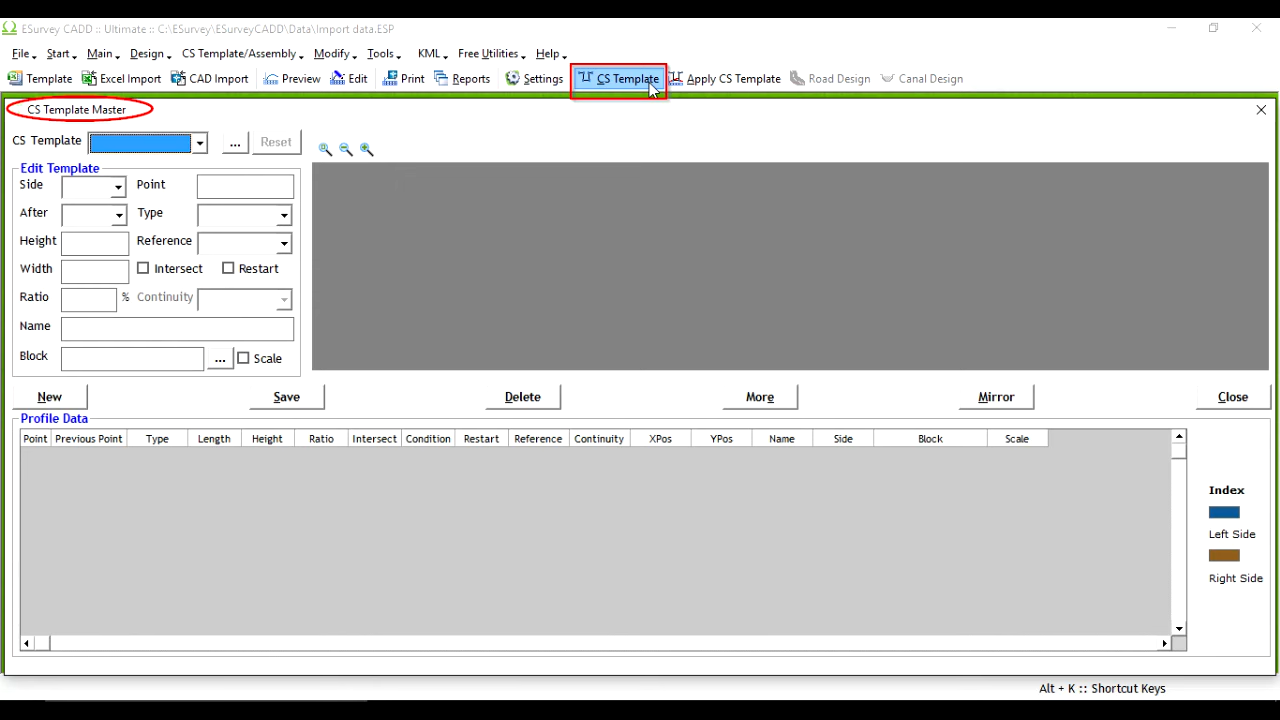 ESurvey CADD :: Ultimate :: C:\ESurvey\ESurveyCADD\Data\Import data.ESP
File Start Main Design CS Template/Assembly Modify Tools KML Free Utilities Help
Template Excel Import CAD Import Preview Edit Print Reports Settings CS Template Apply CS Template Road Design Canal Design
CS Template Master
CS Template ... Reset
Edit Template
Side Point
After Type
Height Reference
Width Intersect Restart
Ratio % Continuity
Name
Block ... Scale
New Save Delete More Mirror Close
Profile Data
Point Previous Point Type Length Height Ratio Intersect Condition Restart Reference Continuity XPos YPos Name Side Block Scale
Index
Left Side
Right Side
Alt + K :: Shortcut Keys